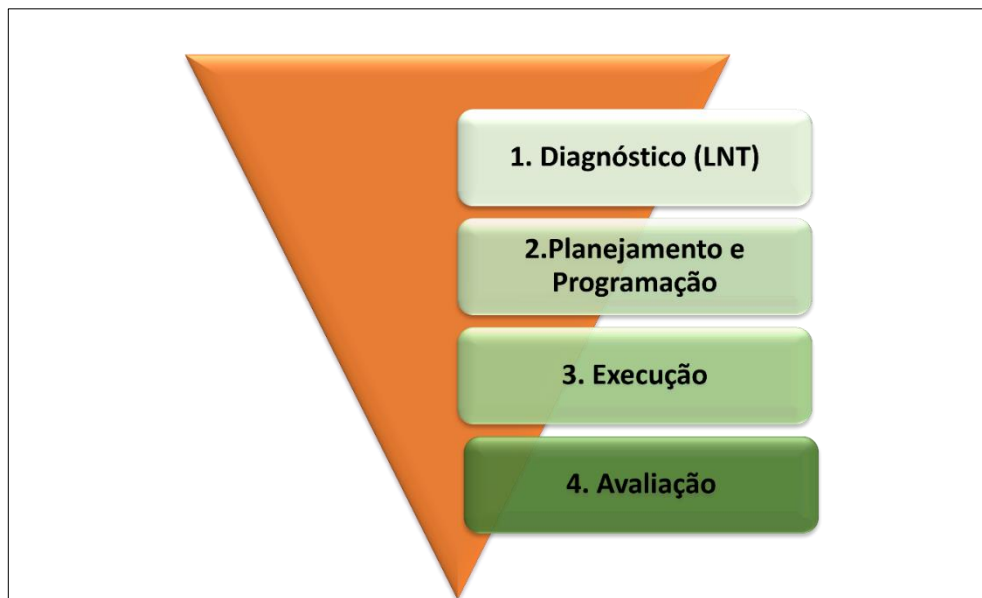 1. Diagnóstico (LNT)
2.Planejamento e
Programação
3. Execução
4. Avaliação